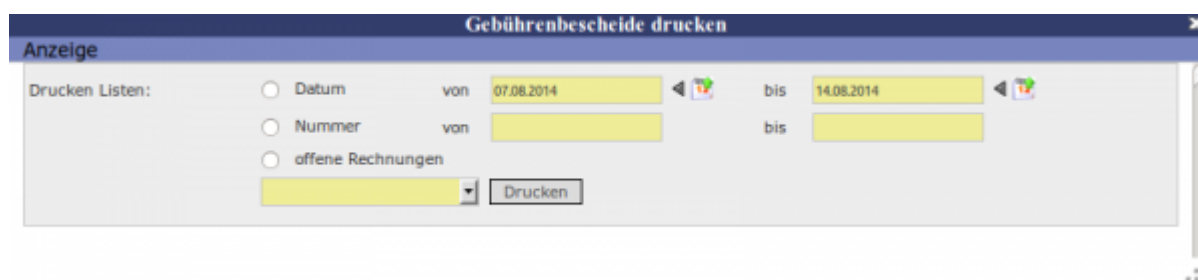 Gebührenbescheide drucken
Anzeige
Drucken Listen: Datum von 07.08.2014 bis 14.08.2014
Nummer von bis
offene Rechnungen
Drucken